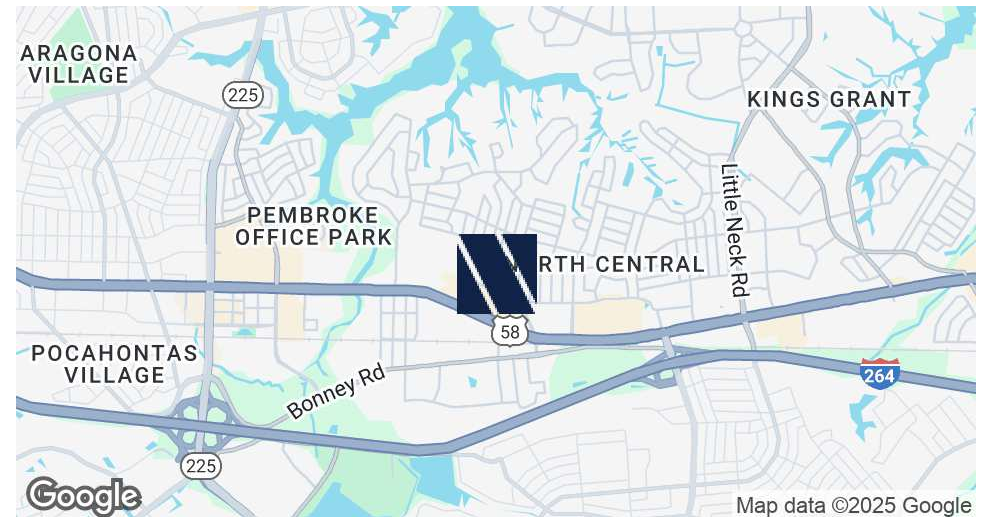 ARAGONA
VILLAGE
225
KINGS GRANT
Little Neck Rd
PEMBROKE
OFFICE PARK
RTH CENTRAL
58
POCAHONTAS
VILLAGE
Bonney Rd
264
225
Google
Map data ©2025 Google